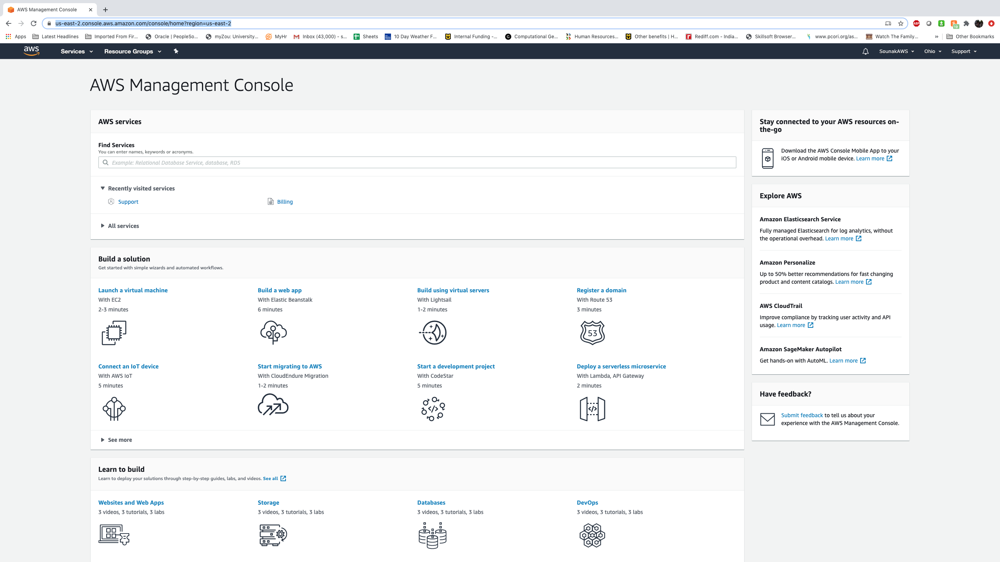 AWS Management Console
us-east-2.console.aws.amazon.com/console/home?region=us-east-2
ABP
19
Apps Latest Headlines Imported From Fir... Oracle | PeopleSo... myZou: University... MyHr Inbox (43,000) - s... Sheets 10 Day Weather F... Internal Funding -... Computational Ge... Human Resources... Other benefits | H... Rediff.com - India... Skillsoft Browser... www.pcori.org/as... Watch The Family... » Other Bookmarks
aws Services Resource Groups SounakAWS Ohio Support
AWS Management Console
AWS services
Find Services
You can enter names, keywords or acronyms.
Example: Relational Database Service, database, RDS
Recently visited services
Support Billing
All services
Build a solution
Get started with simple wizards and automated workflows.
Launch a virtual machine
With EC2
2-3 minutes
Build a web app
With Elastic Beanstalk
6 minutes
Build using virtual servers
With Lightsail
1-2 minutes
Register a domain
With Route 53
3 minutes
53
Connect an IoT device
With AWS IoT
5 minutes
Start migrating to AWS
With CloudEndure Migration
1-2 minutes
Start a development project
With CodeStar
5 minutes
</>
Deploy a serverless microservice
With Lambda, API Gateway
2 minutes
</>
See more
Learn to build
Learn to deploy your solutions through step-by-step guides, labs, and videos. See all
Websites and Web Apps
3 videos, 3 tutorials, 3 labs
Storage
3 videos, 3 tutorials, 3 labs
Databases
3 videos, 3 tutorials, 3 labs
DevOps
3 videos, 3 tutorials, 3 labs
Stay connected to your AWS resources on-
the-go
Download the AWS Console Mobile App to your
iOS or Android mobile device. Learn more
Explore AWS
Amazon Elasticsearch Service
Fully managed Elasticsearch for log analytics, without
the operational overhead. Learn more
Amazon Personalize
Up to 50% better recommendations for fast changing
product and content catalogs. Learn more
AWS CloudTrail
Improve compliance by tracking user activity and API
usage. Learn more
Amazon SageMaker Autopilot
Get hands-on with AutoML. Learn more
Have feedback?
Submit feedback to tell us about your
experience with the AWS Management Console.